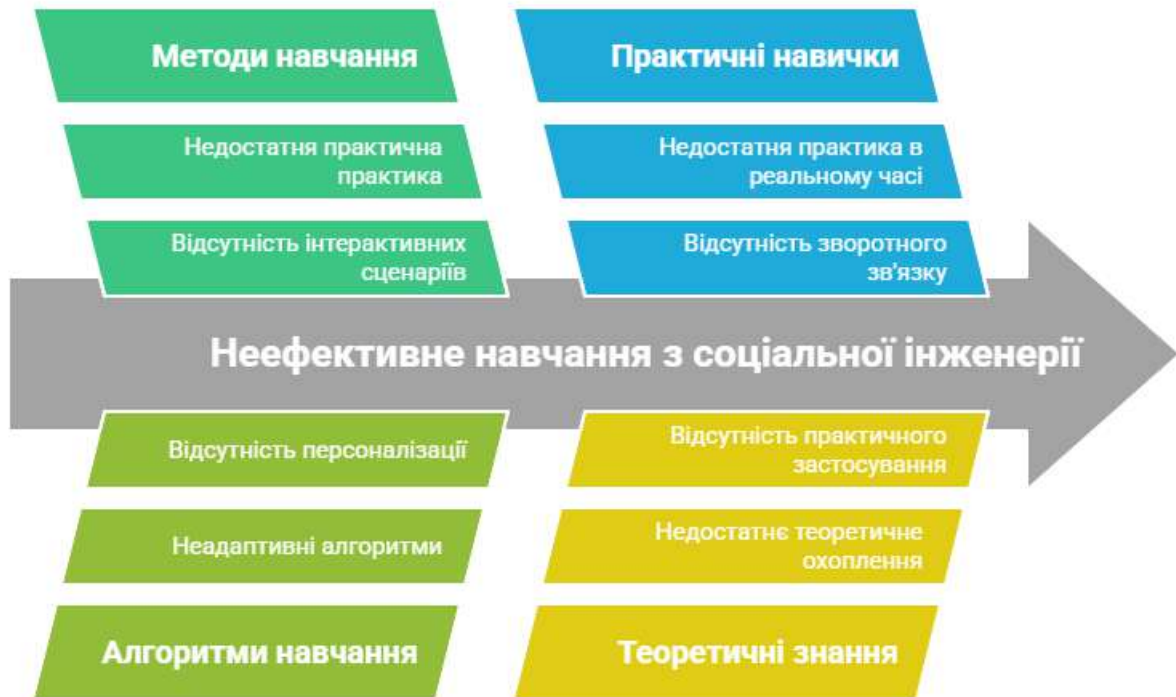 Методи навчання
Практичні навички
Недостатня практична
практика
Недостатня практика в
реальному часі
Відсутність інтерактивних
сценаріїв
Відсутність зворотного
зв'язку
Неефективне навчання з соціальної інженерії
Відсутність персоналізації
Відсутність практичного
застосування
Неадаптивні алгоритми
Недостатнє теоретичне
охоплення
Алгоритми навчання
Теоретичні знання